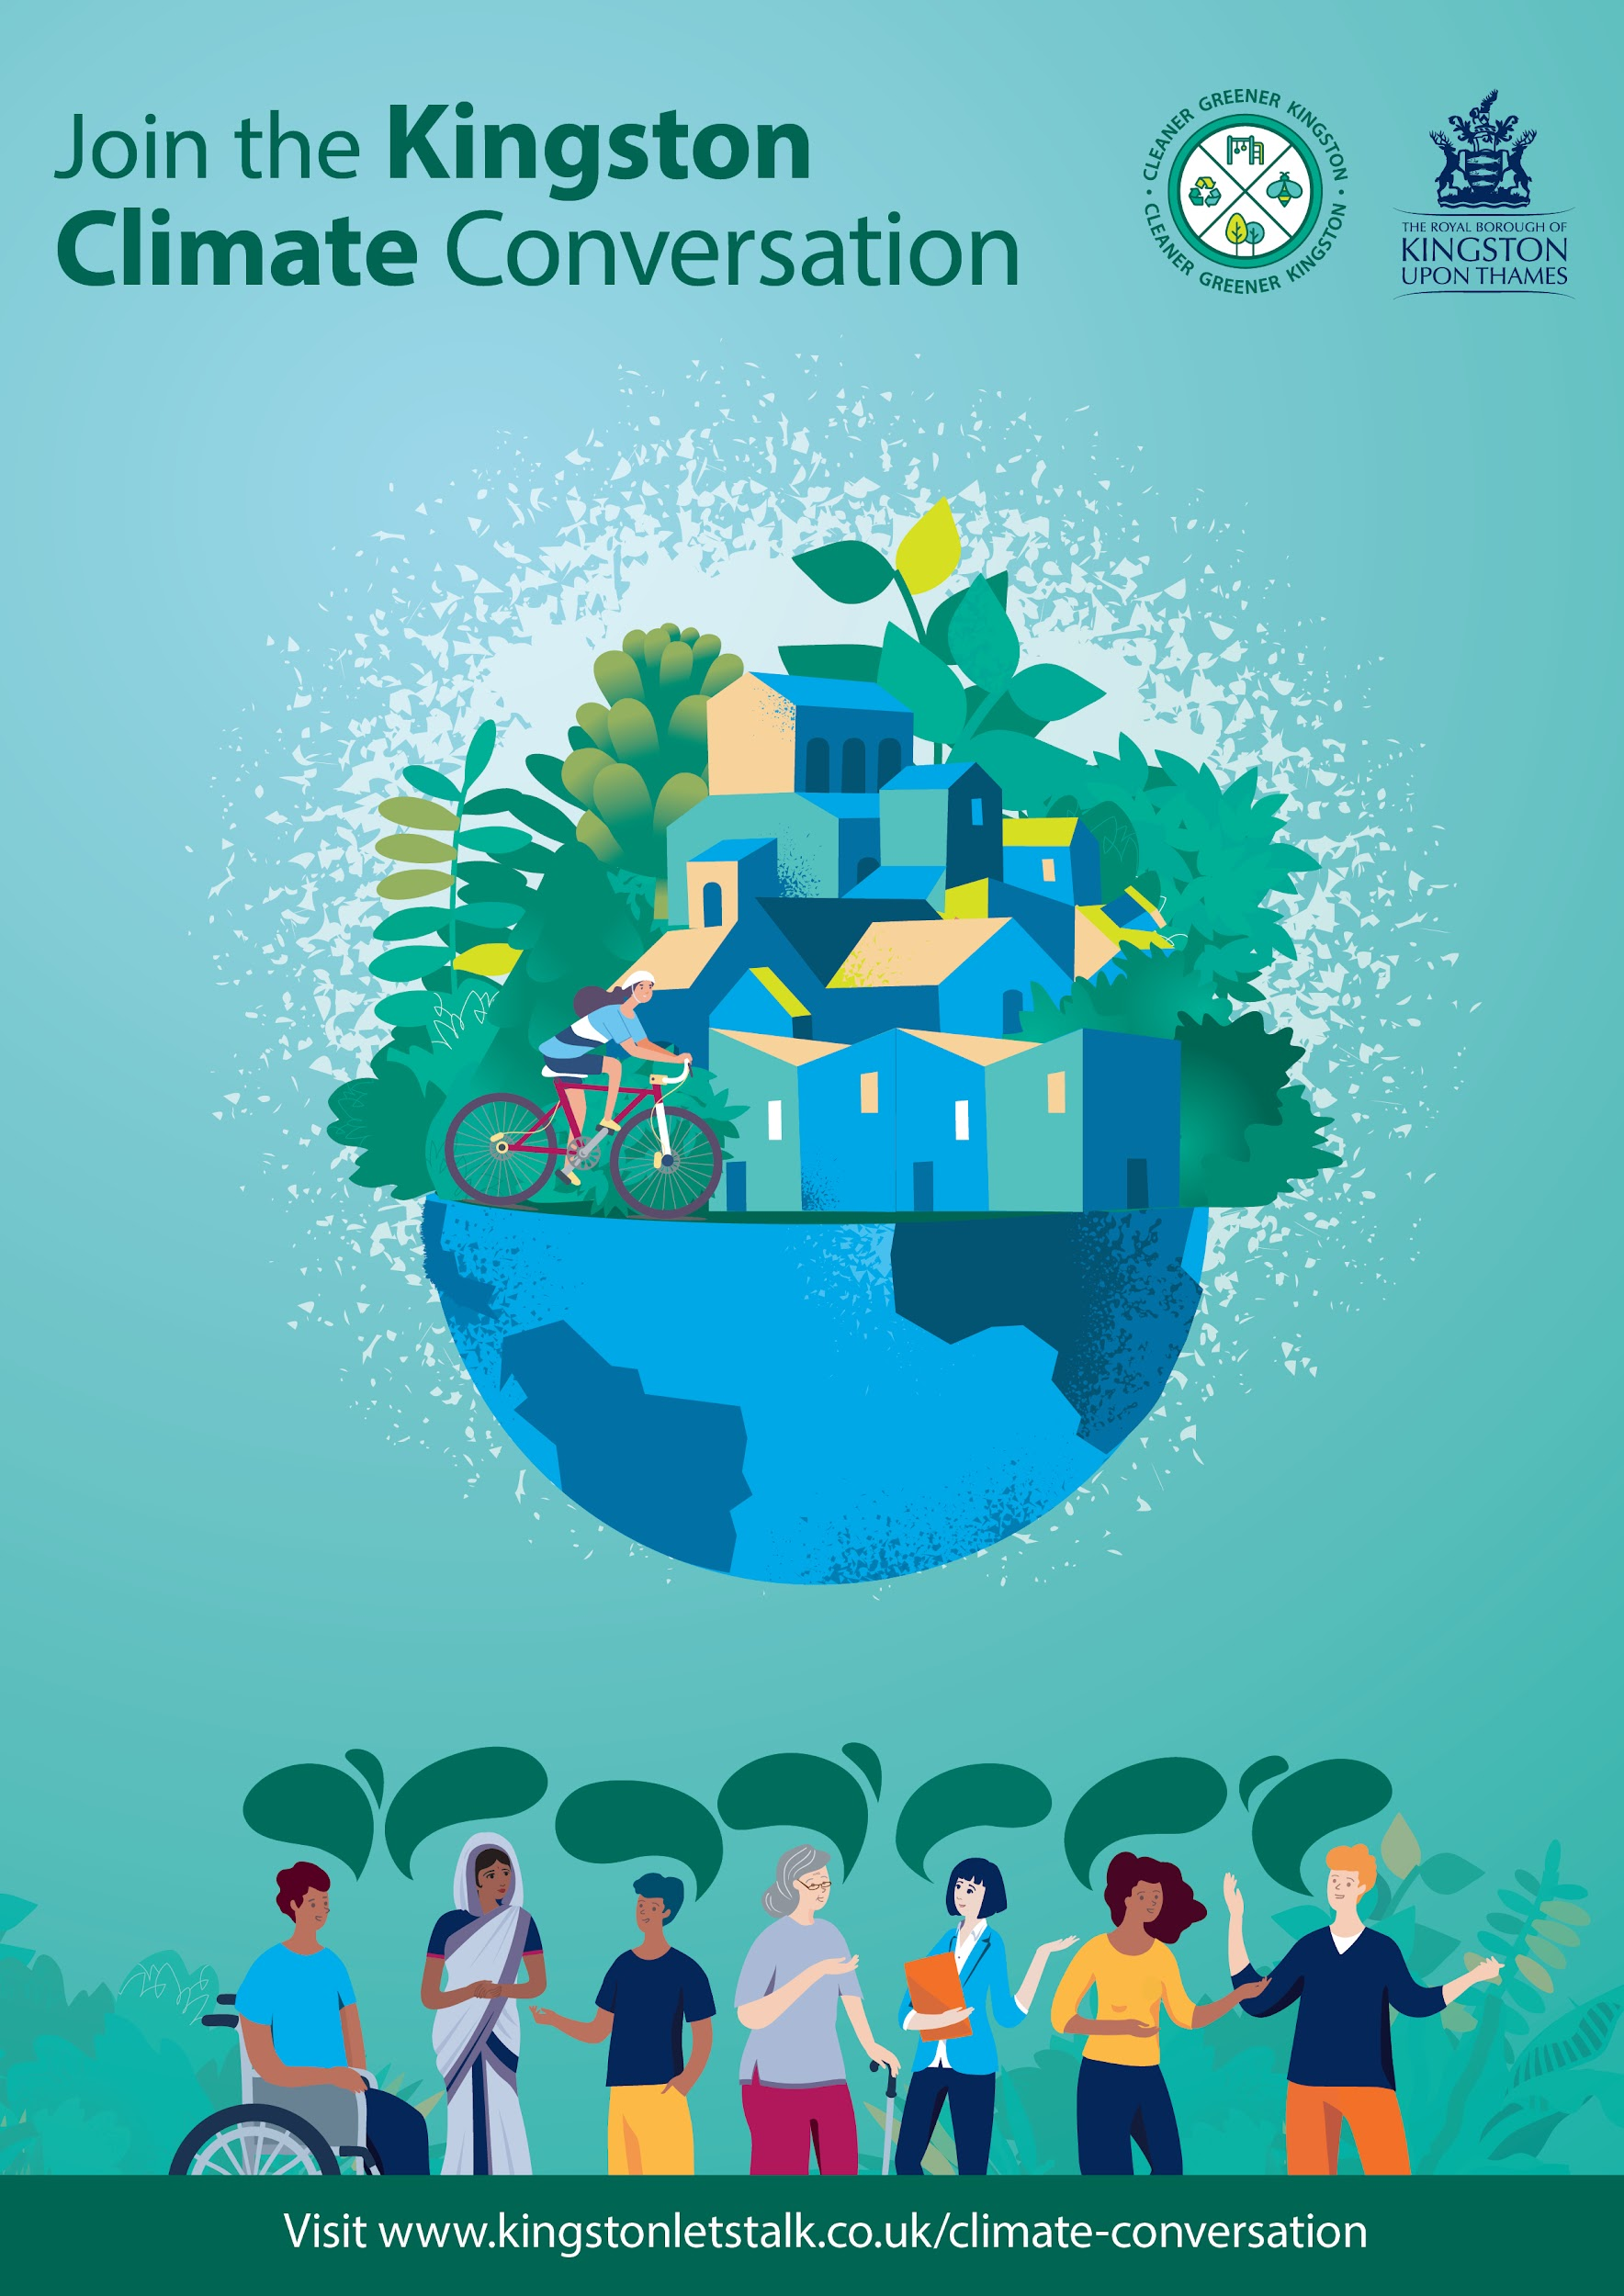 Join the Kingston
Climate Conversation
CLEANER GREENER KINGSTON
CLEANER GREENER KINGSTON
THE ROYAL BOROUGH OF
KINGSTON
UPON THAMES
Visit www.kingstonletstalk.co.uk/climate-conversation